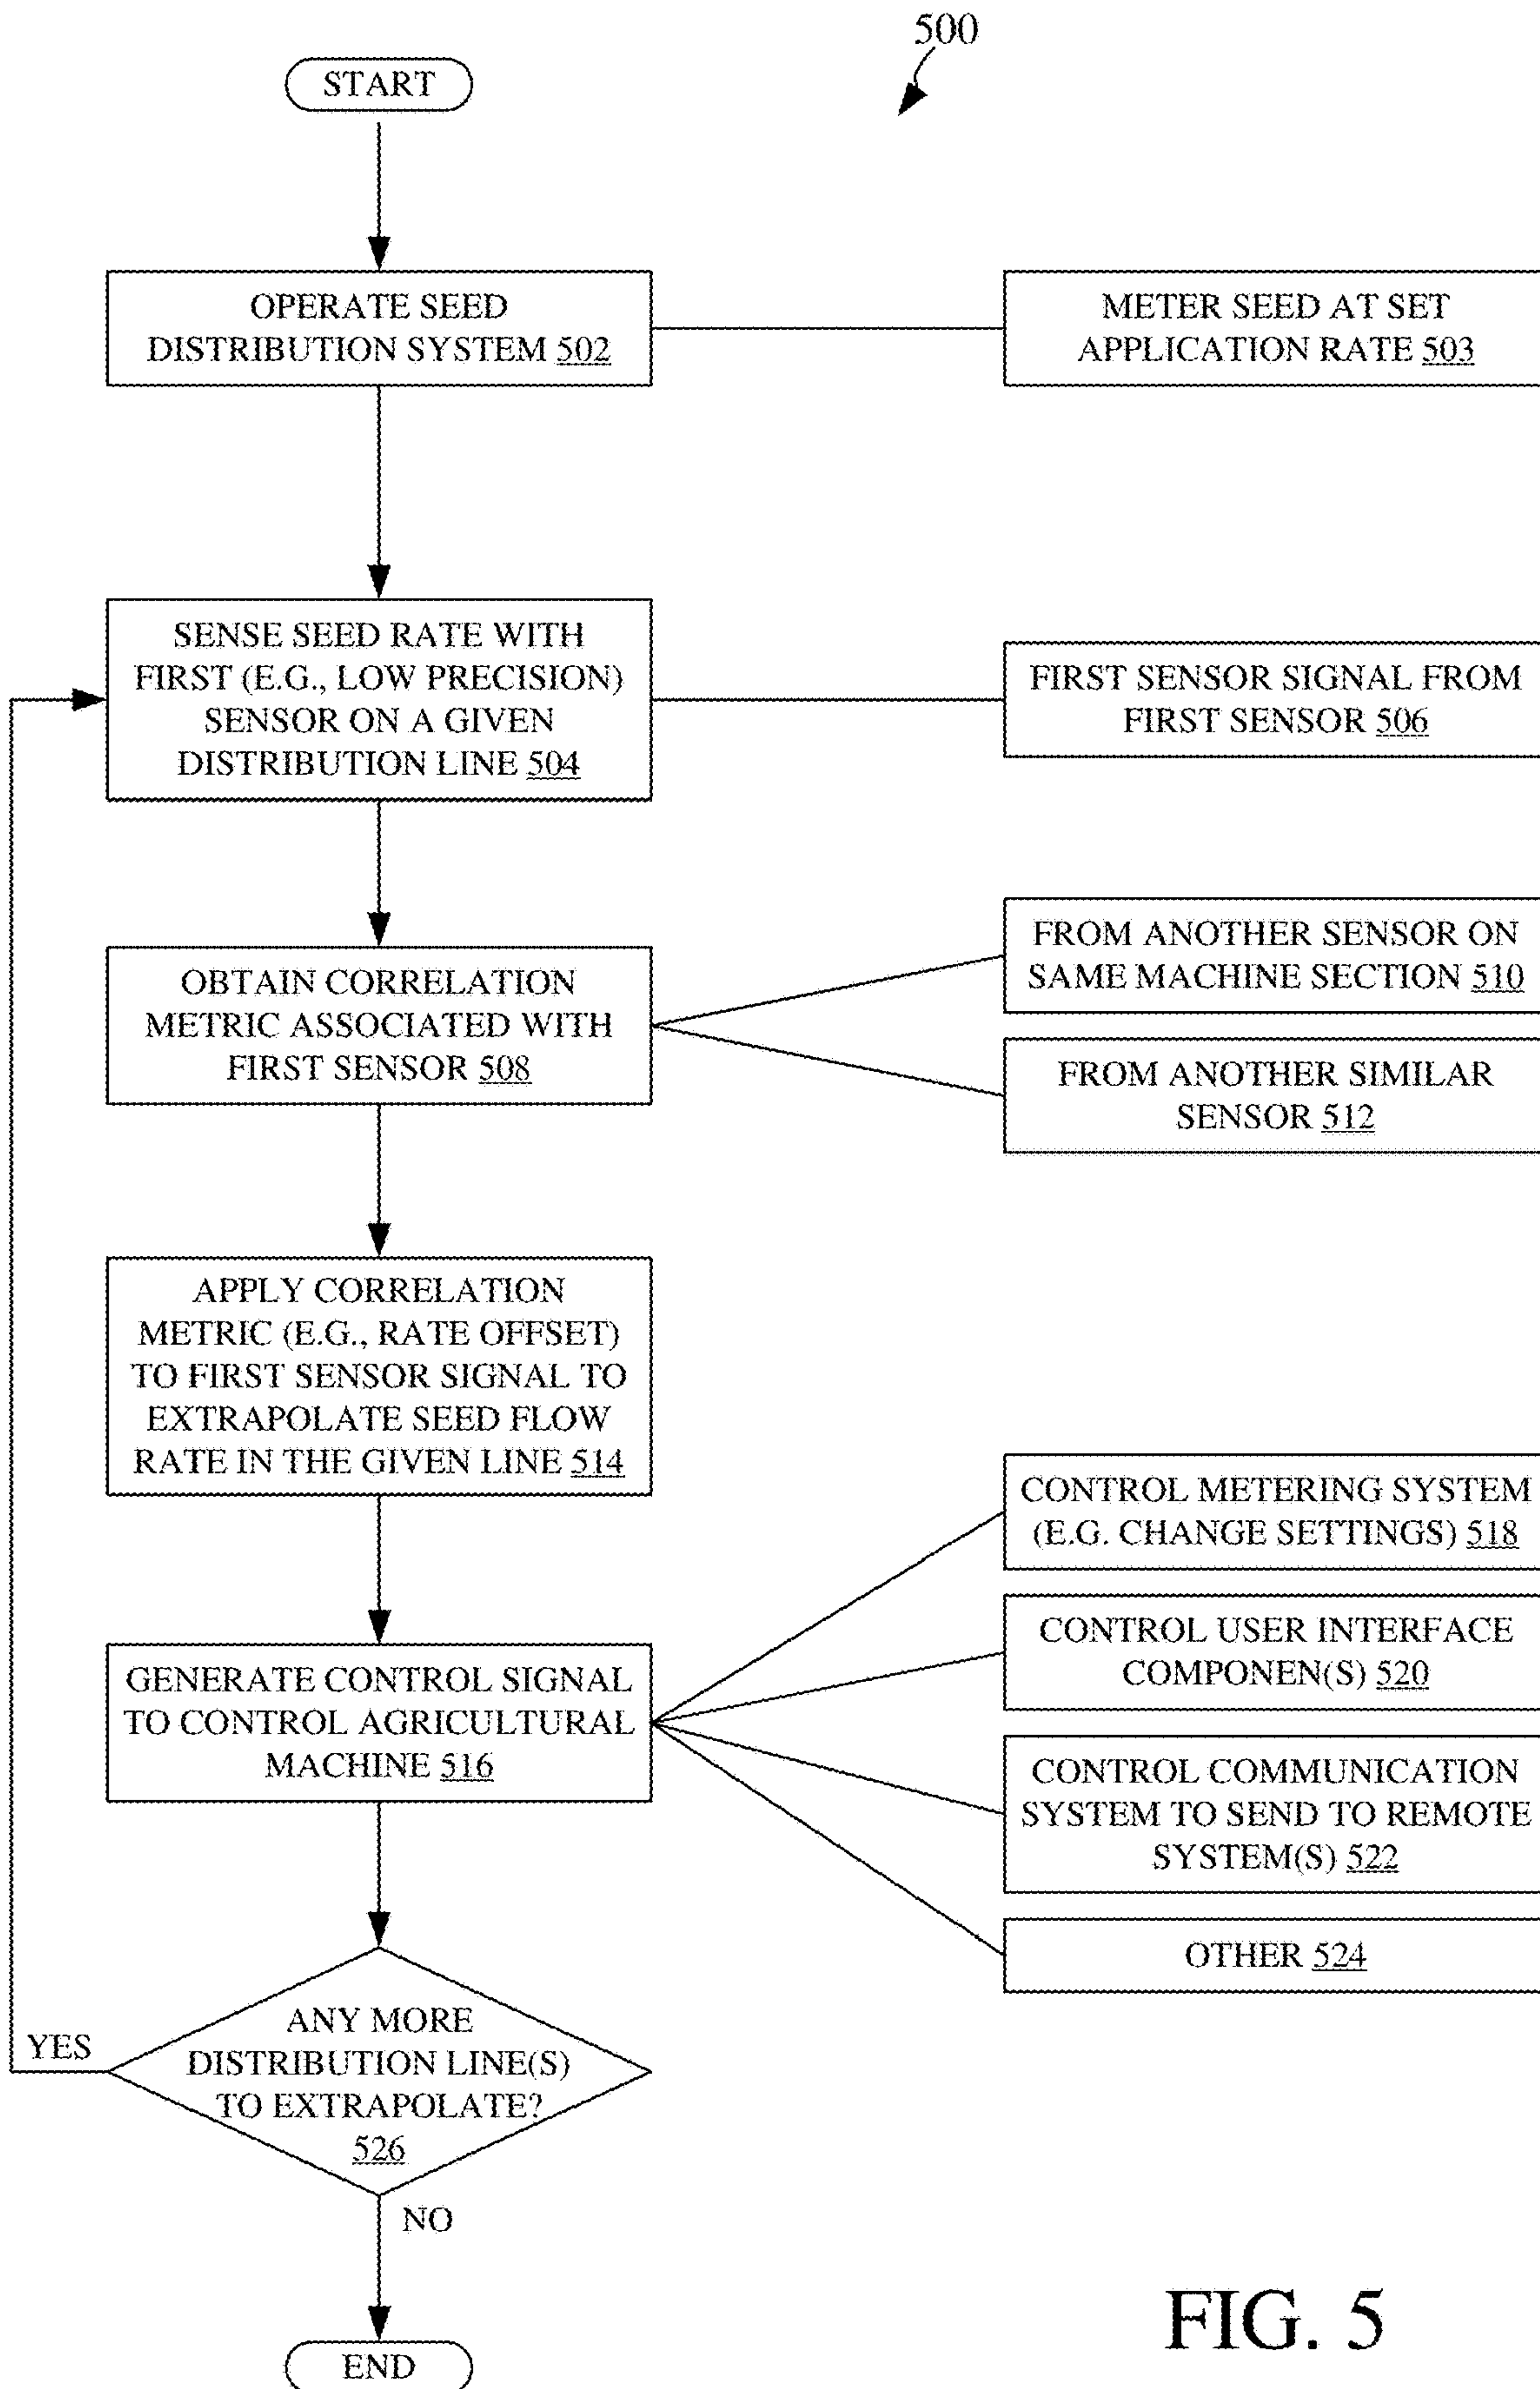 500
START
OPERATE SEED
DISTRIBUTION SYSTEM 502
METER SEED AT SET
APPLICATION RATE 503
SENSE SEED RATE WITH
FIRST (E.G., LOW PRECISION)
SENSOR ON A GIVEN
DISTRIBUTION LINE 504
FIRST SENSOR SIGNAL FROM
FIRST SENSOR 506
OBTAIN CORRELATION
METRIC ASSOCIATED WITH
FIRST SENSOR 508
FROM ANOTHER SENSOR ON
SAME MACHINE SECTION 510
FROM ANOTHER SIMILAR
SENSOR 512
APPLY CORRELATION
METRIC (E.G., RATE OFFSET)
TO FIRST SENSOR SIGNAL TO
EXTRAPOLATE SEED FLOW
RATE IN THE GIVEN LINE 514
GENERATE CONTROL SIGNAL
TO CONTROL AGRICULTURAL
MACHINE 516
CONTROL METERING SYSTEM
(E.G. CHANGE SETTINGS) 518
CONTROL USER INTERFACE
COMPONEN(S) 520
CONTROL COMMUNICATION
SYSTEM TO SEND TO REMOTE
SYSTEM(S) 522
OTHER 524
YES
ANY MORE
DISTRIBUTION LINE(S)
TO EXTRAPOLATE?
526
NO
END
FIG. 5